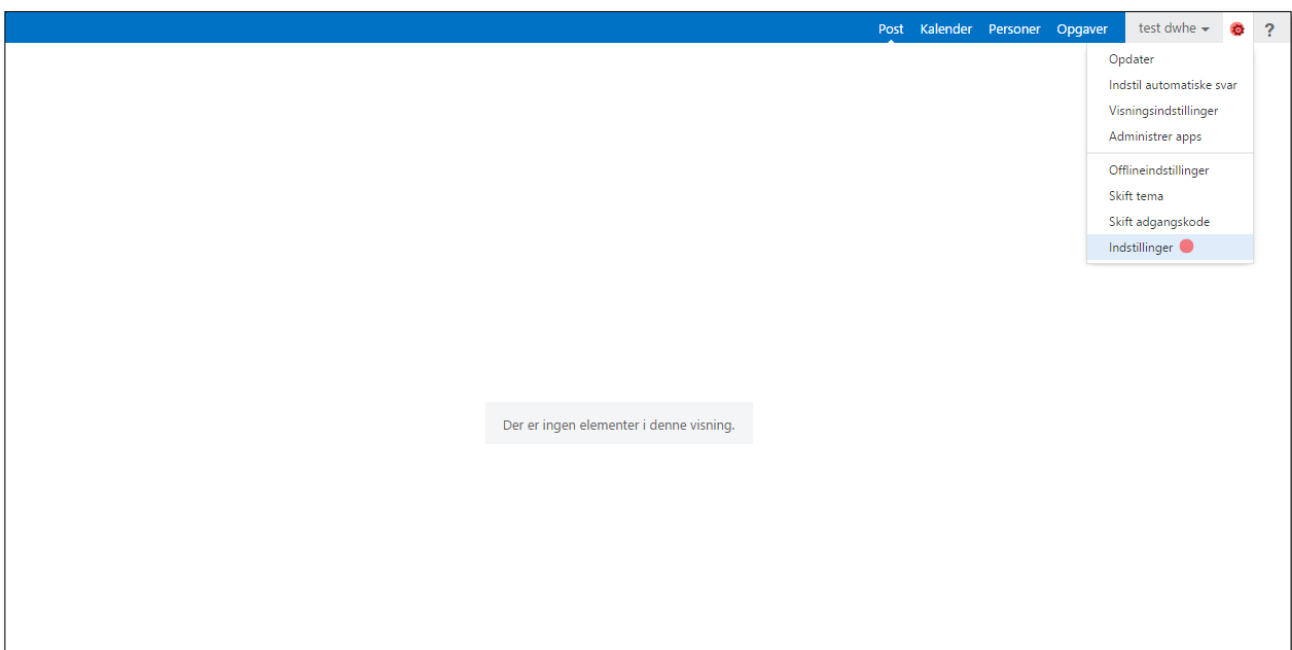 Post Kalender Personer Opgaver test dwhe ?
Opdater
Indstil automatiske svar
Visningsindstillinger
Administrer apps
Offlineindstillinger
Skift tema
Skift adgangskode
Indstillinger
Der er ingen elementer i denne visning.